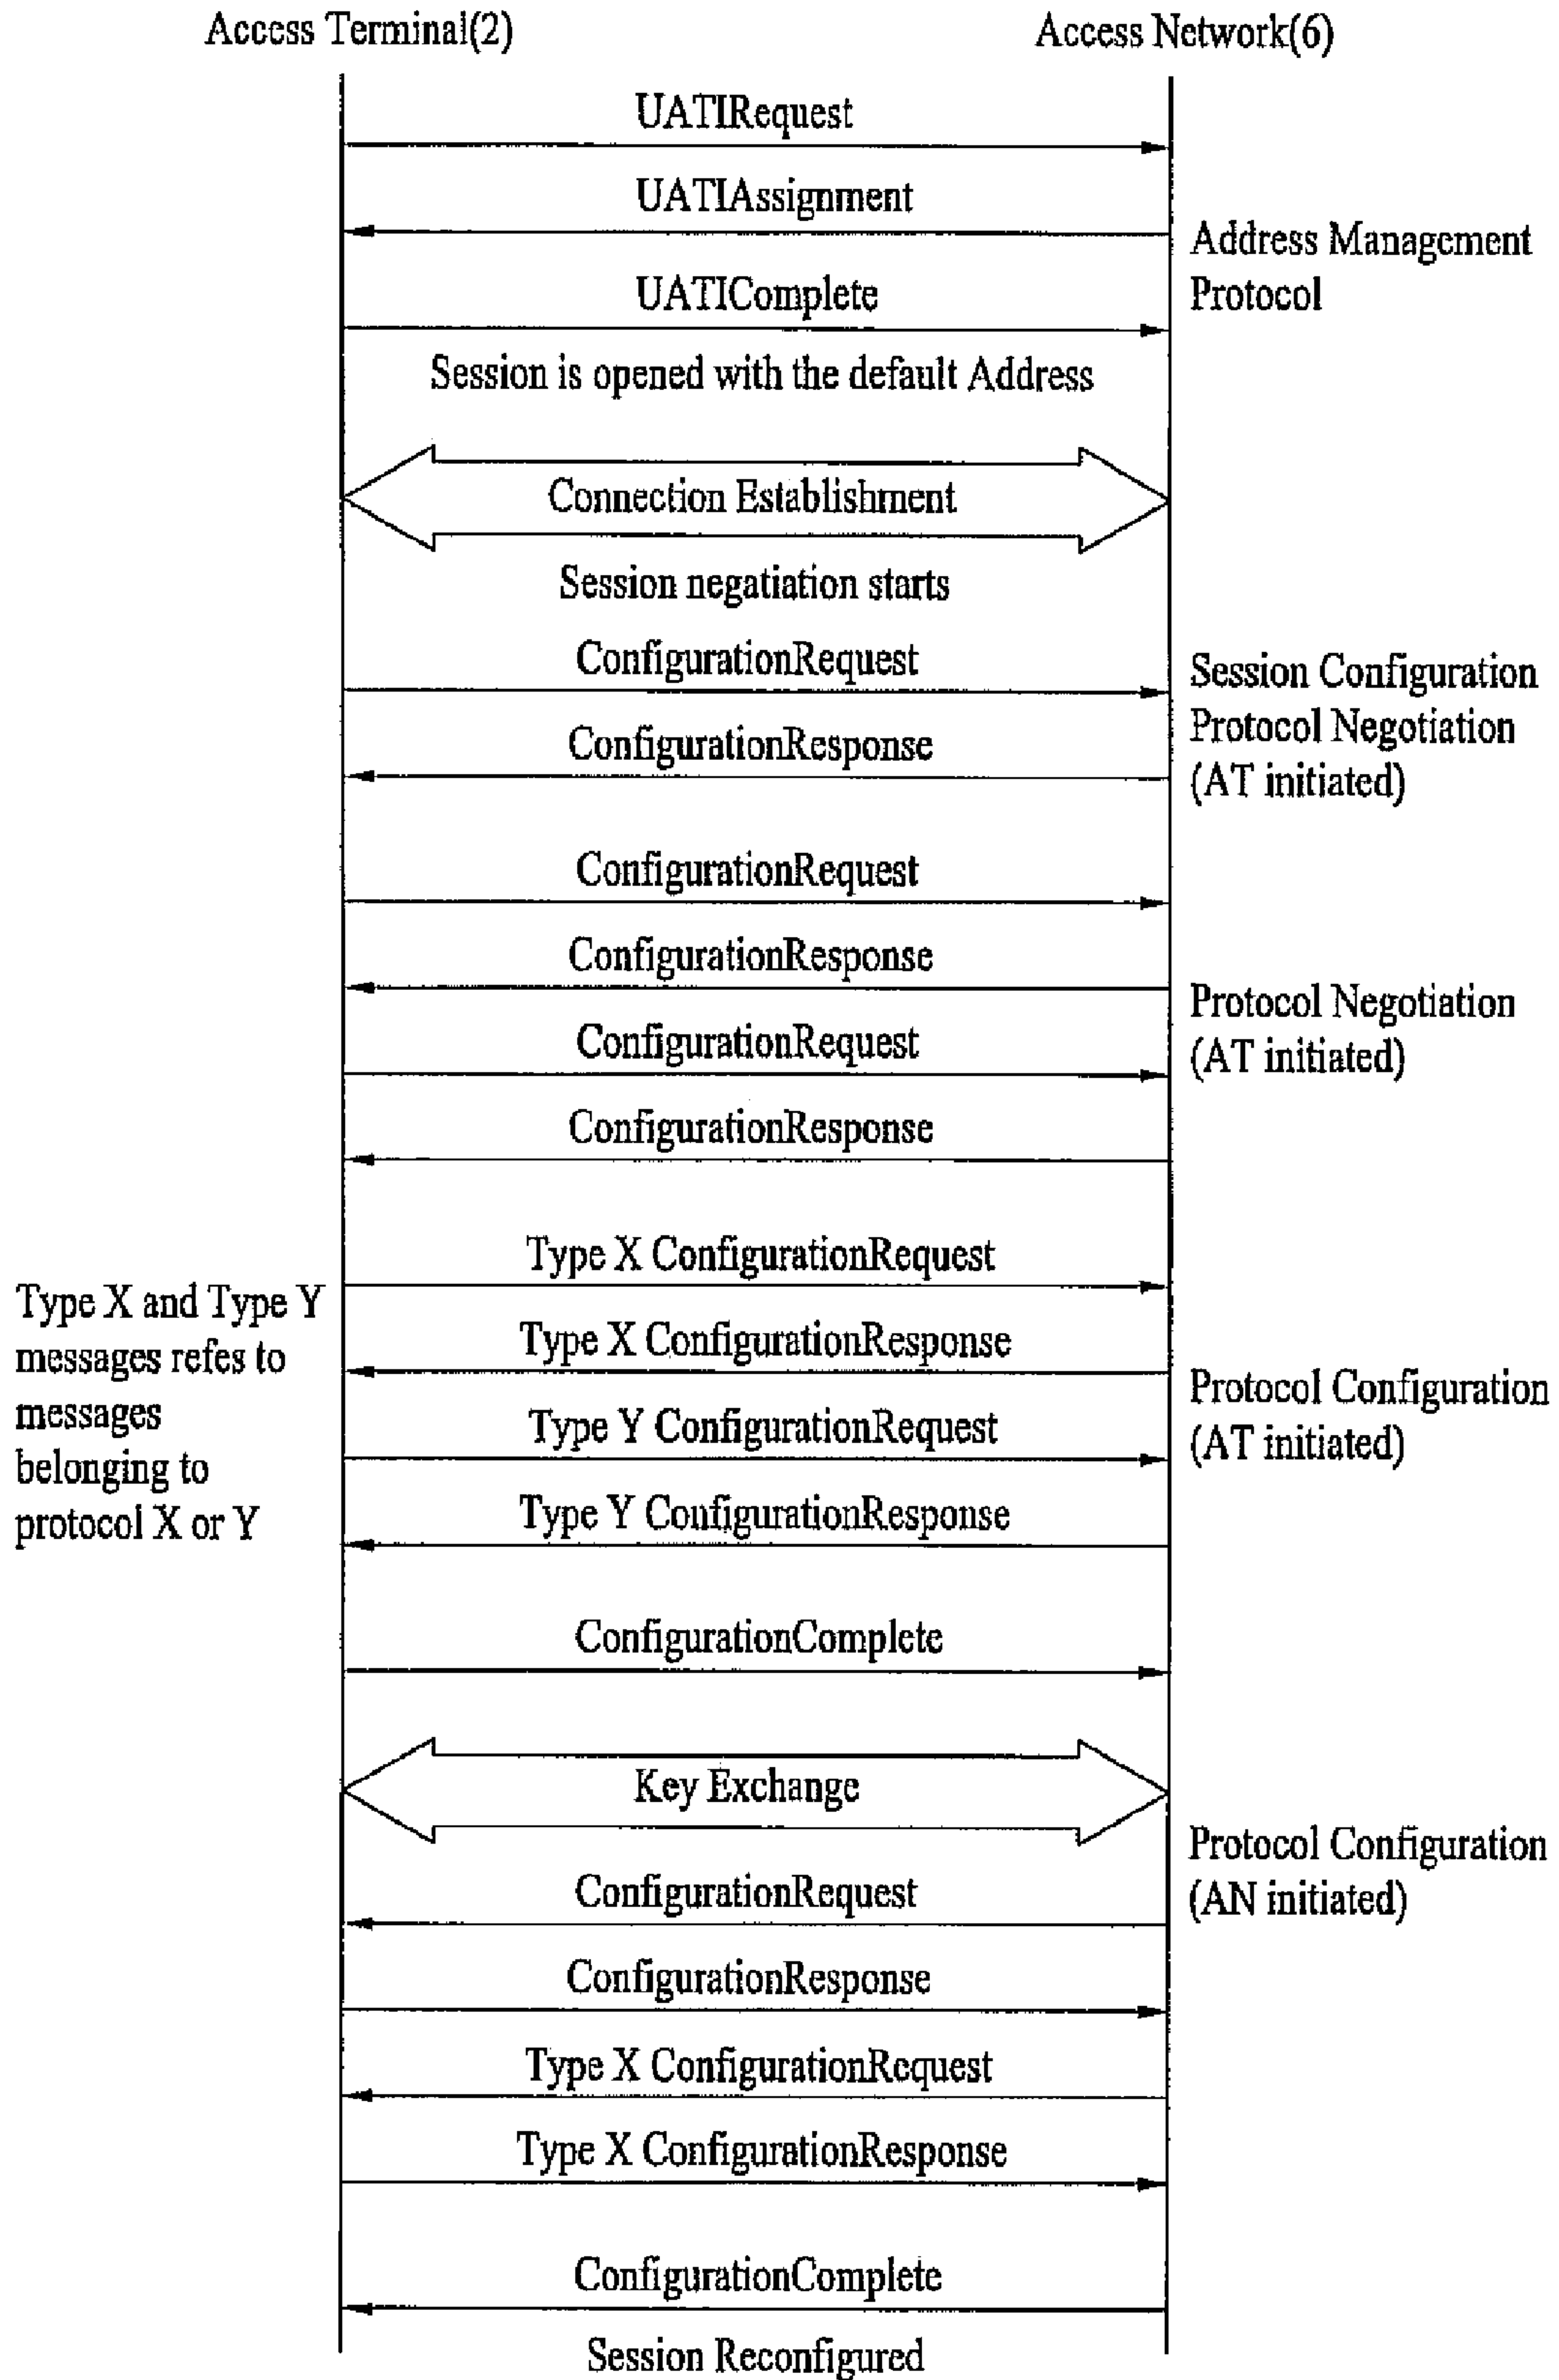 Access Terminal(2)
Access Network(6)
UATIRequest
UATIAssignment
Address Management
Protocol
UATIComplete
Session is opened with the default Address
Connection Establishment
Session negatiation starts
ConfigurationRequest
Session Configuration
Protocol Negotiation
(AT initiated)
ConfigurationResponse
ConfigurationRequest
ConfigurationResponse
Protocol Negotiation
(AT initiated)
ConfigurationRequest
ConfigurationResponse
Type X ConfigurationRequest
Type X and Type Y
messages refes to
messages
belonging to
protocol X or Y
Type X ConfigurationResponse
Protocol Configuration
(AT initiated)
Type Y ConfigurationRequest
Type Y ConfigurationResponse
ConfigurationComplete
Key Exchange
Protocol Configuration
(AN initiated)
ConfigurationRequest
ConfigurationResponse
Type X ConfigurationRequest
Type X ConfigurationResponse
ConfigurationComplete
Session Reconfigured